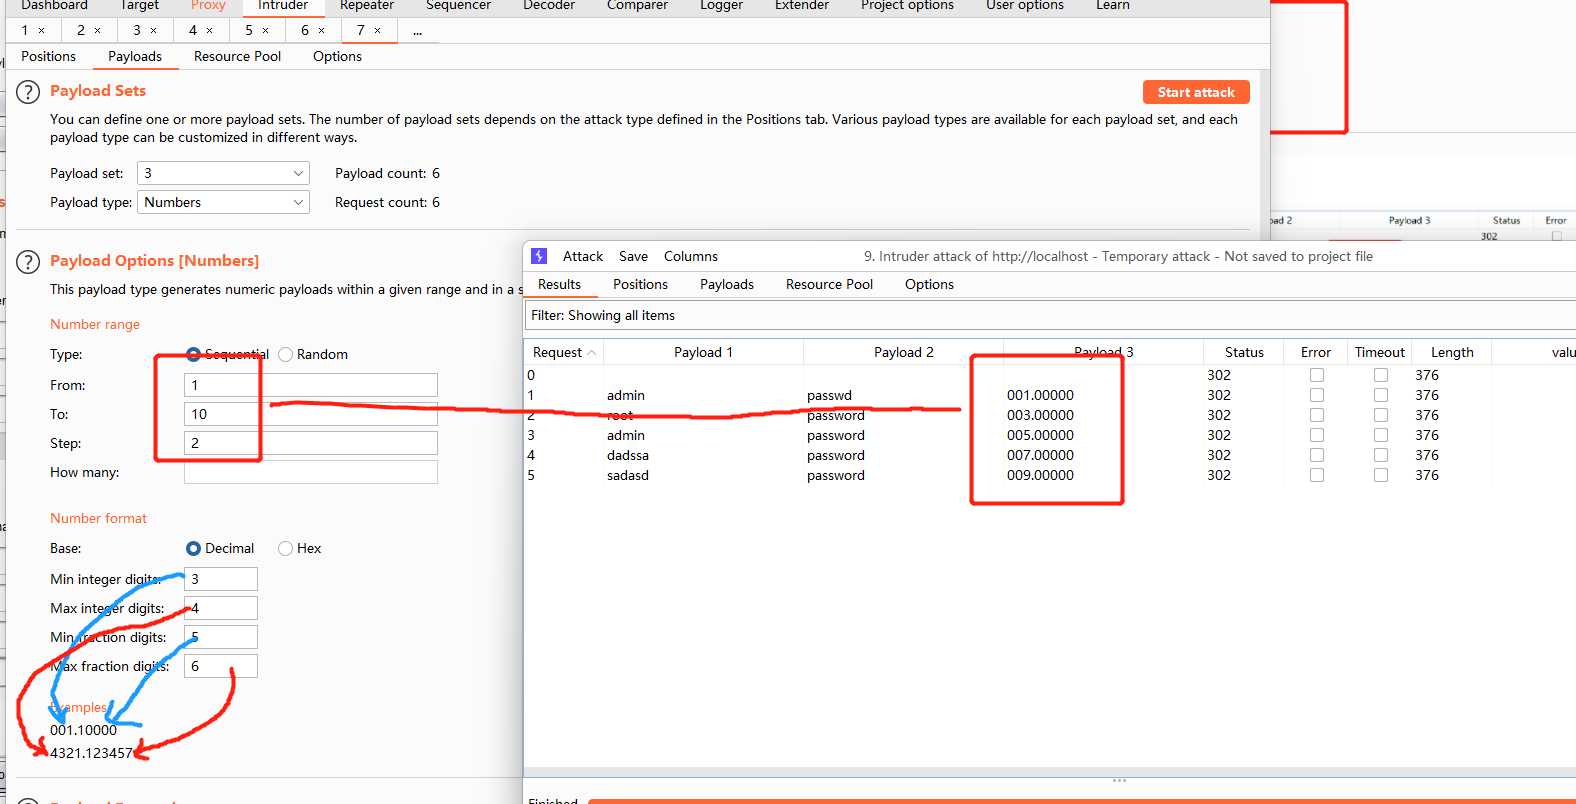 Dashboard Target Proxy Intruder Repeater Sequencer Decoder Comparer Logger Extender Project options User options Learn
1 × 2 × 3 × 4 × 5 × 6 × 7 × ...
Positions Payloads Resource Pool Options
Payload Sets
Start attack
You can define one or more payload sets. The number of payload sets depends on the attack type defined in the Positions tab. Various payload types are available for each payload set, and each
payload type can be customized in different ways.
Payload set: 3 Payload count: 6
Payload type: Numbers Request count: 6
Payload Options [Numbers]
This payload type generates numeric payloads within a given range and in a s
Number range
Type: Sequential Random
From: 1
To: 10
Step: 2
How many:
Number format
Base: Decimal Hex
Min integer digits: 3
Max integer digits: 4
Min fraction digits: 5
Max fraction digits: 6
Examples
001.10000
4321.123457
ad 2 Payload 3 Status Error
302
Attack Save Columns 9. Intruder attack of http://localhost - Temporary attack - Not saved to project file
Results Positions Payloads Resource Pool Options
Filter: Showing all items
Request Payload 1 Payload 2 Payload 3 Status Error Timeout Length valu
0 302 376
1 admin passwd 001.00000 302 376
2 root password 003.00000 302 376
3 admin password 005.00000 302 376
4 dadssa password 007.00000 302 376
5 sadasd password 009.00000 302 376
Finished